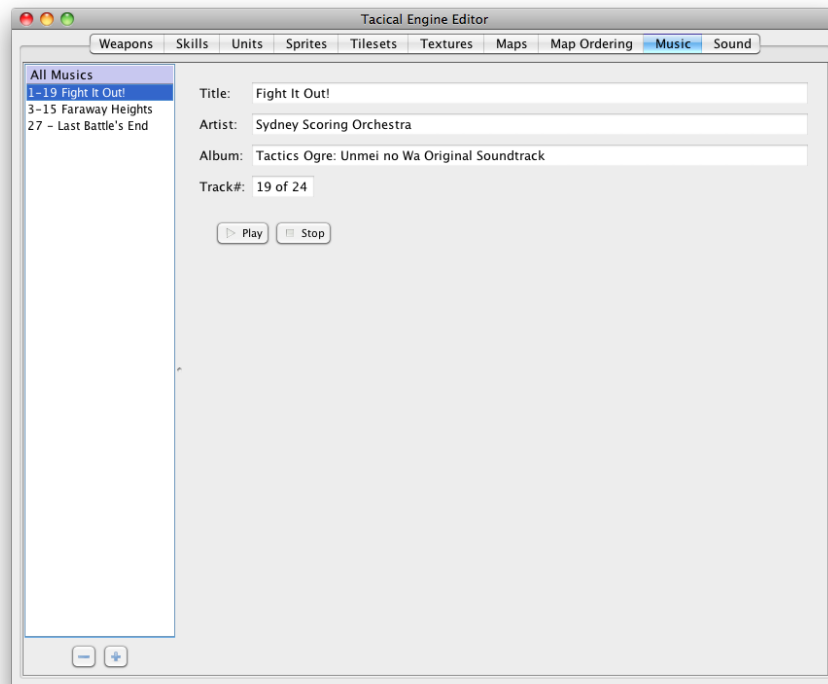 Tacical Engine Editor
Weapons Skills Units Sprites Tilesets Textures Maps Map Ordering Music Sound
All Musics
1-19 Fight It Out!
3-15 Faraway Heights
27 - Last Battle's End
Title: Fight It Out!
Artist: Sydney Scoring Orchestra
Album: Tactics Ogre: Unmei no Wa Original Soundtrack
Track#: 19 of 24
Play Stop